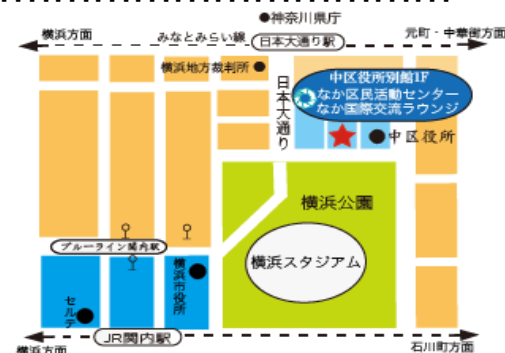 ●神奈川県庁
横浜方面
みなとみらい線
日本大通り駅
元町・中華街方面
横浜地方裁判所●
日本大通り
中区役所別館1F
なか区民活動センター
なか国際交流ラウンジ
●中区役所
横浜公園
ブルーライン関内駅
横浜スタジアム
横浜市役所
セルテ
JR関内駅
横浜方面
石川町方面